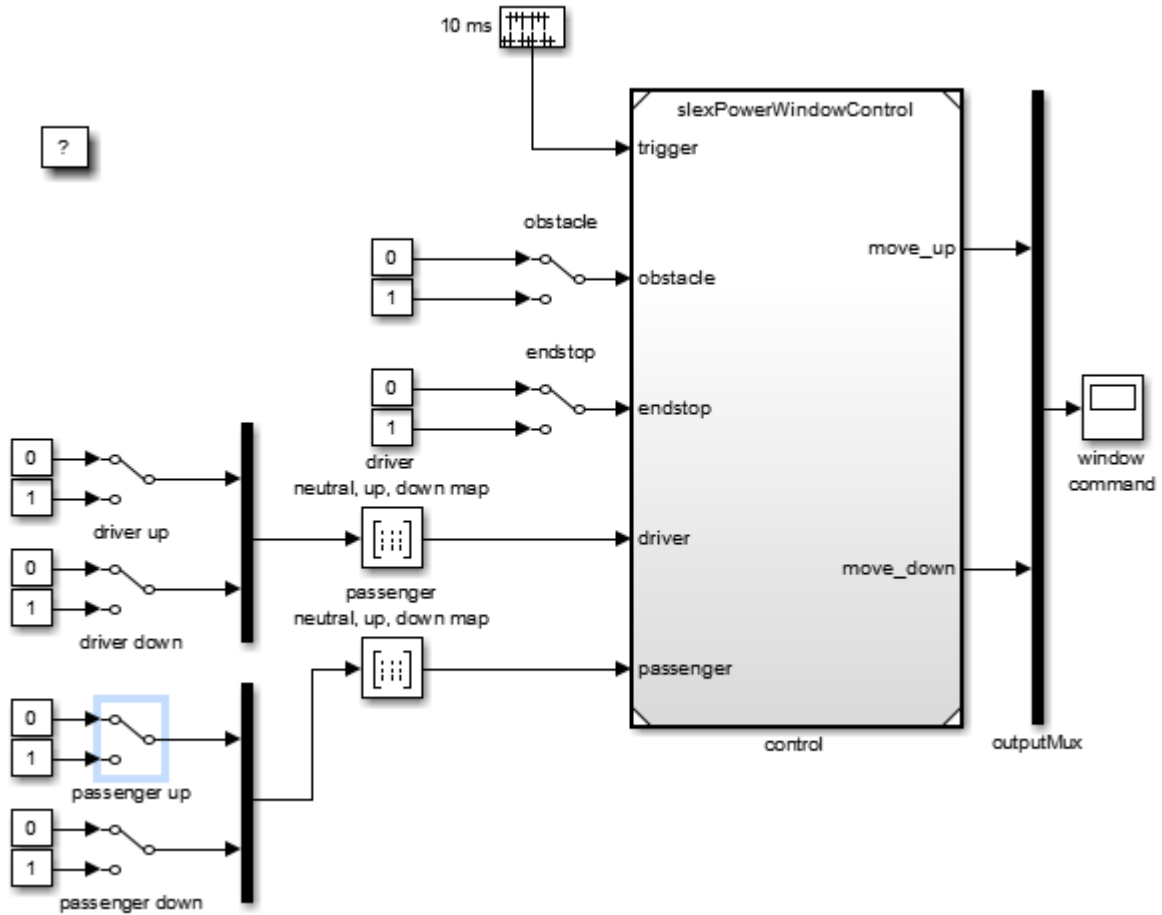 10 ms
slexPowerWindowControl
trigger
?
obstacle
0
1
obstacle
move_up
endstop
0
1
endstop
driver
neutral, up, down map
0
1
driver up
driver
window
command
0
1
driver down
passenger
neutral, up, down map
move_down
passenger
0
1
passenger up
control
outputMux
0
1
passenger down